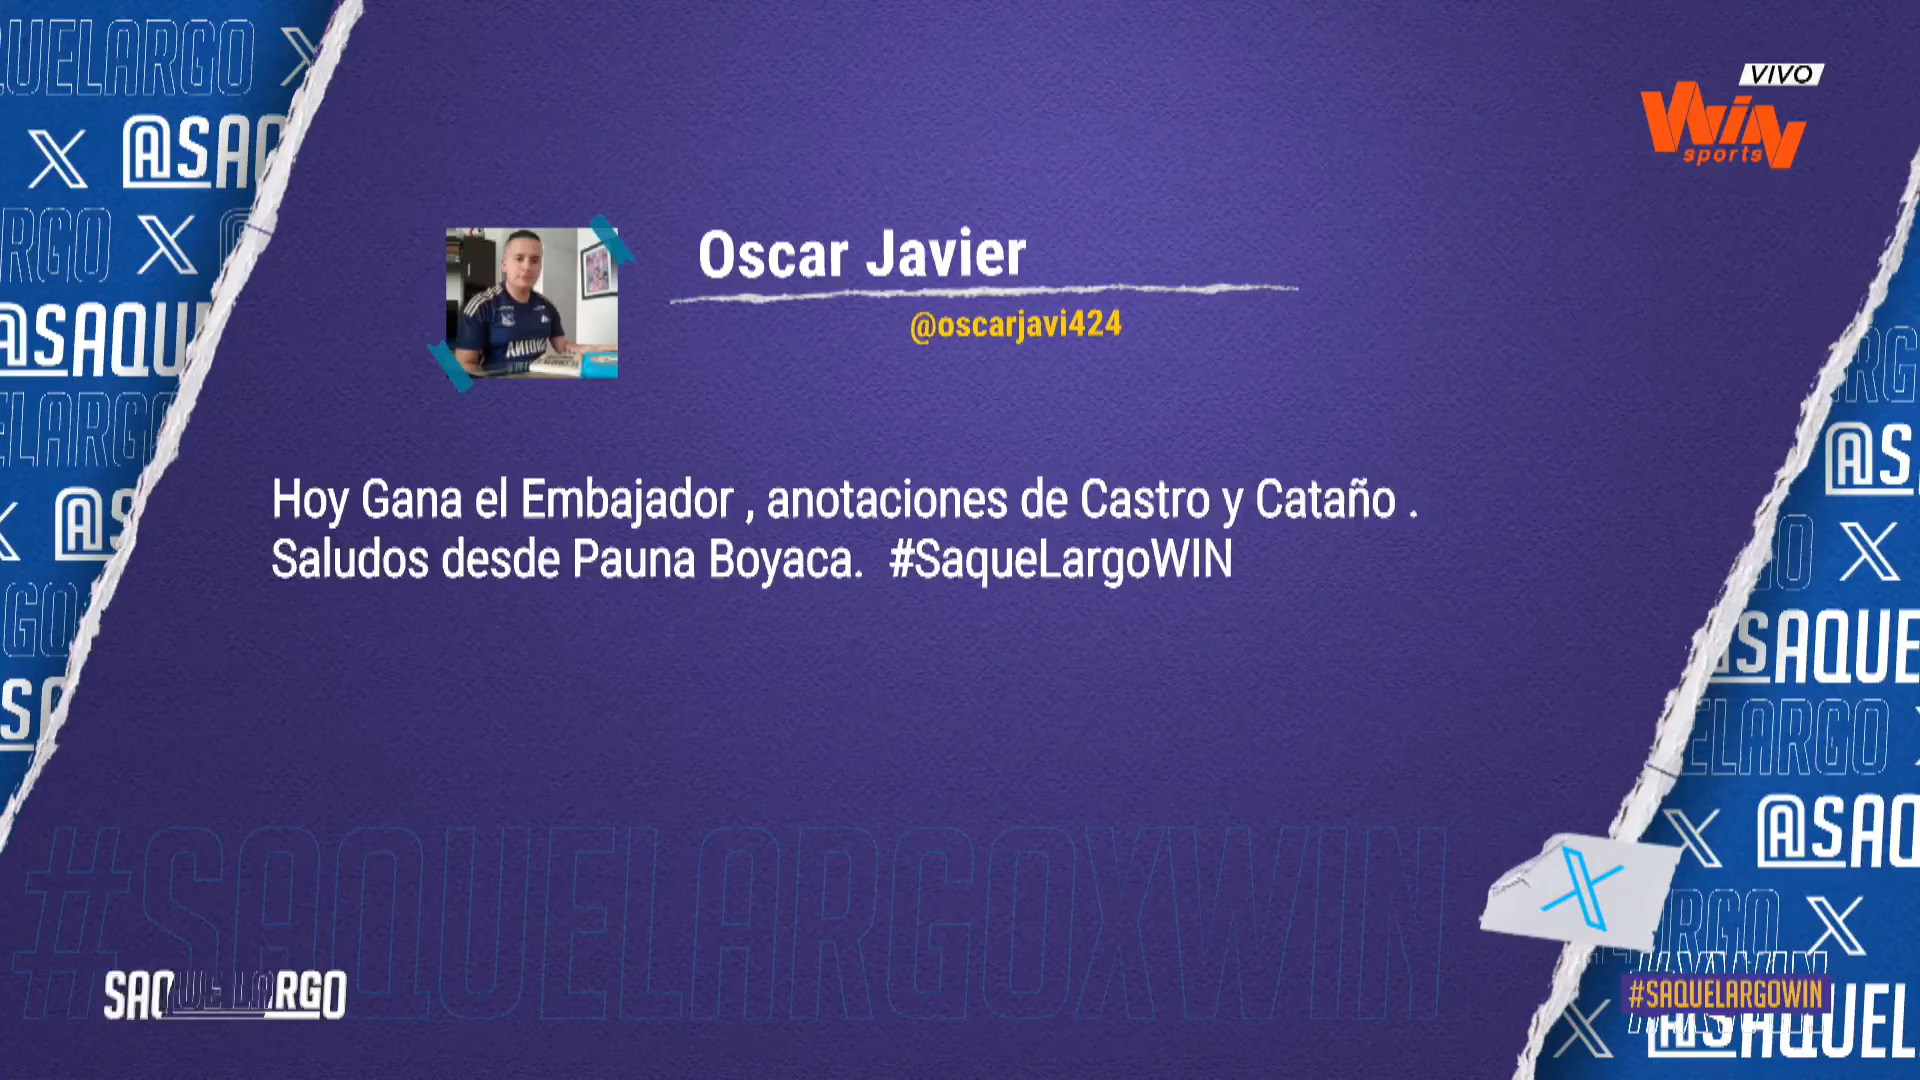 VIVO
WIN
sports
Oscar Javier
@oscarjavi424
Hoy Gana el Embajador , anotaciones de Castro y Cataño .
Saludos desde Pauna Boyaca.  #SaqueLargoWIN
#SAQUELARGOXWIN
SAQUE LARGO
#SAQUELARGOWIN